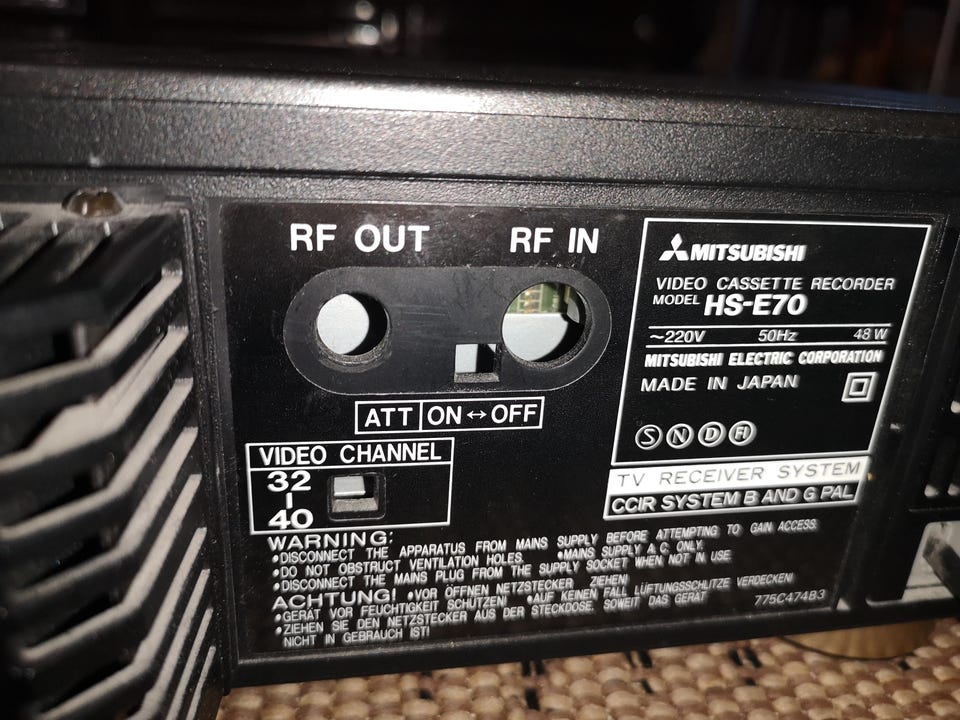 RF OUT
RF IN
ATT ON ↔ OFF
VIDEO CHANNEL
32
40
MITSUBISHI
VIDEO CASSETTE RECORDER
MODEL HS-E70
~220V 50Hz 48W
MITSUBISHI ELECTRIC CORPORATION
MADE IN JAPAN
S N D FI
TV RECEIVER SYSTEM
CCIR SYSTEM B AND G PAL
WARNING:
•DISCONNECT THE APPARATUS FROM MAINS SUPPLY BEFORE ATTEMPTING TO GAIN ACCESS.
•DO NOT OBSTRUCT VENTILATION HOLES. •MAINS SUPPLY A.C. ONLY.
•DISCONNECT THE MAINS PLUG FROM THE SUPPLY SOCKET WHEN NOT IN USE.
ACHTUNG! •VOR ÖFFNEN NETZSTECKER ZIEHEN!
•GERÄT VOR FEUCHTIGKEIT SCHÜTZEN! •AUF KEINEN FALL LÜFTUNGSSCHLITZE VERDECKEN!
•ZIEHEN SIE DEN NETZSTECKER AUS DER STECKDOSE, SOWEIT DAS GERÄT
NICHT IN GEBRAUCH IST!
775C474B3